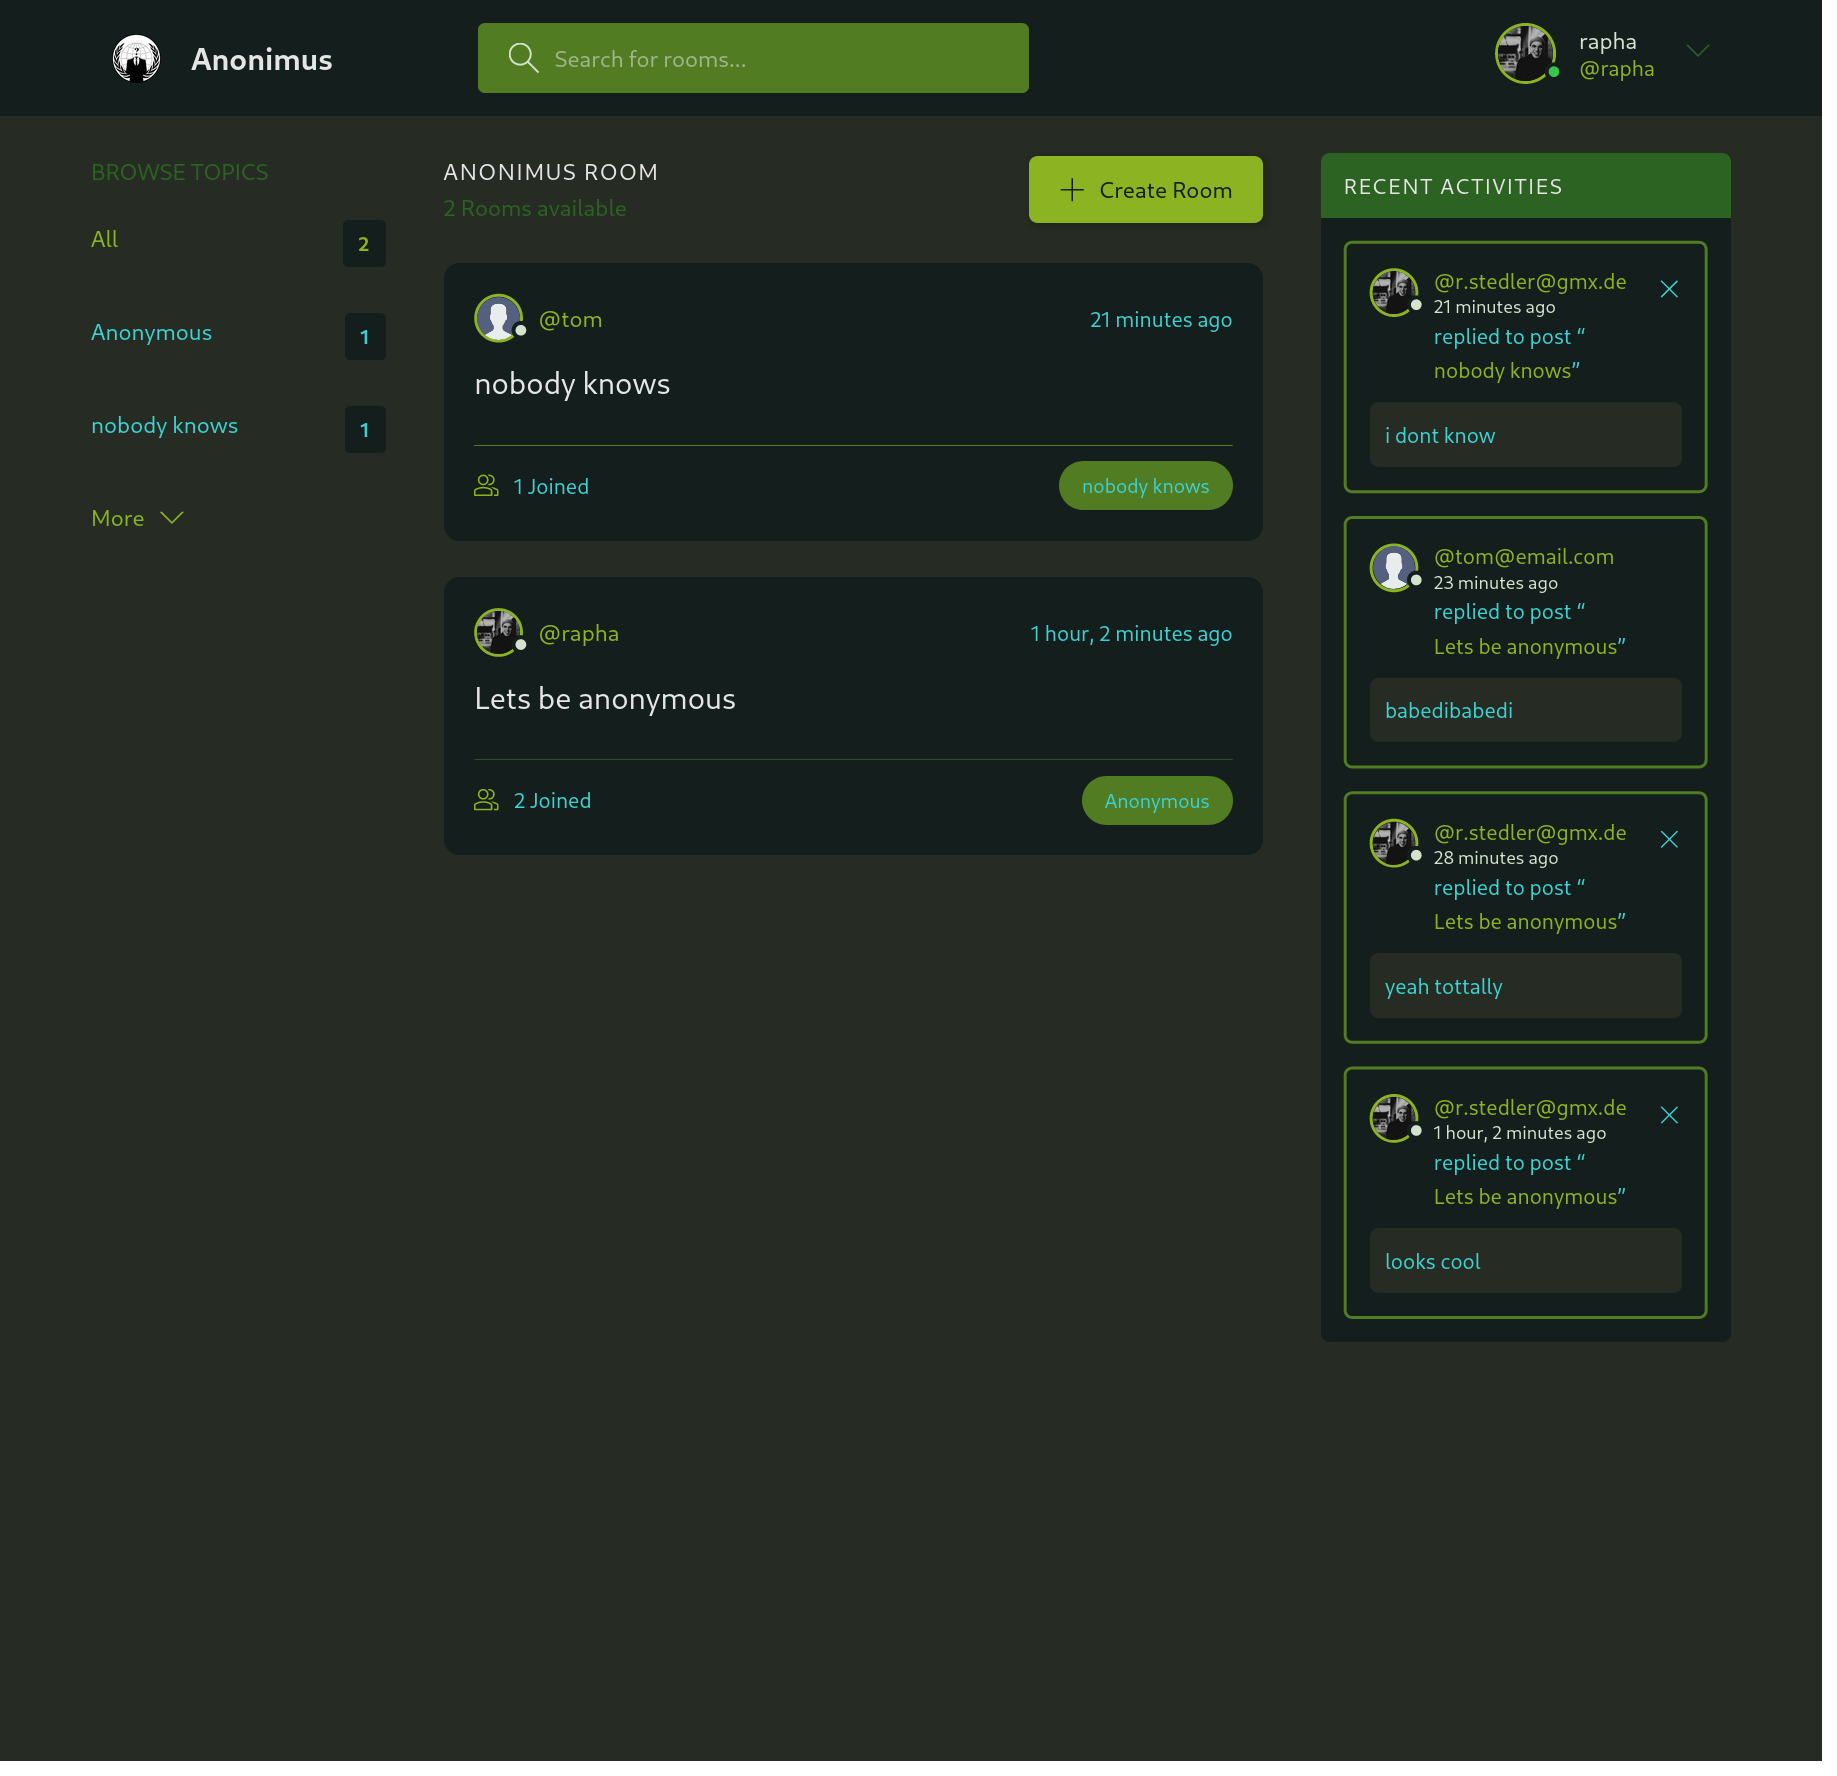 Anonimus
Search for rooms...
rapha
@rapha
BROWSE TOPICS
All
2
Anonymous
1
nobody knows
1
More
ANONIMUS ROOM
2 Rooms available
Create Room
@tom
21 minutes ago
nobody knows
1 Joined
nobody knows
@rapha
1 hour, 2 minutes ago
Lets be anonymous
2 Joined
Anonymous
RECENT ACTIVITIES
@r.stedler@gmx.de
21 minutes ago
replied to post “
nobody knows”
i dont know
@tom@email.com
23 minutes ago
replied to post “
Lets be anonymous”
babedibabedi
@r.stedler@gmx.de
28 minutes ago
replied to post “
Lets be anonymous”
yeah tottally
@r.stedler@gmx.de
1 hour, 2 minutes ago
replied to post “
Lets be anonymous”
looks cool